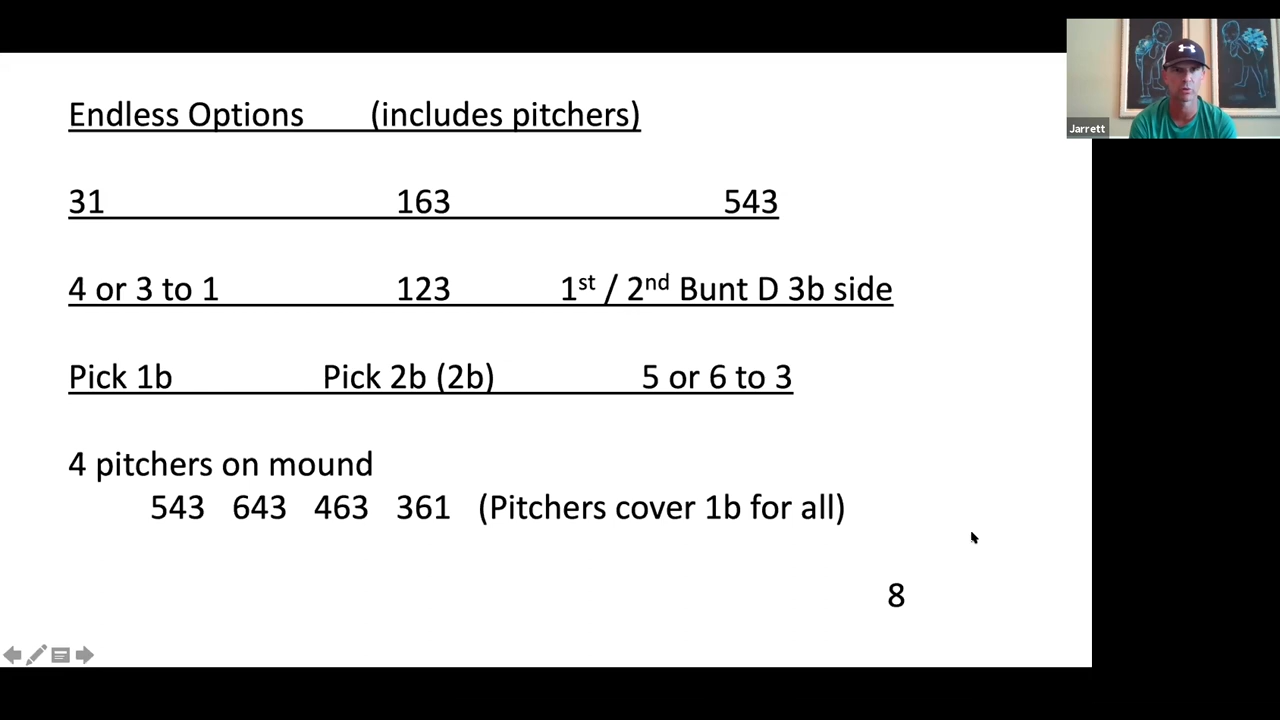 Endless Options (includes pitchers)
31 163 543
4 or 3 to 1 123 1st / 2nd Bunt D 3b side
Pick 1b Pick 2b (2b) 5 or 6 to 3
4 pitchers on mound
543 643 463 361 (Pitchers cover 1b for all)
8
Jarrett